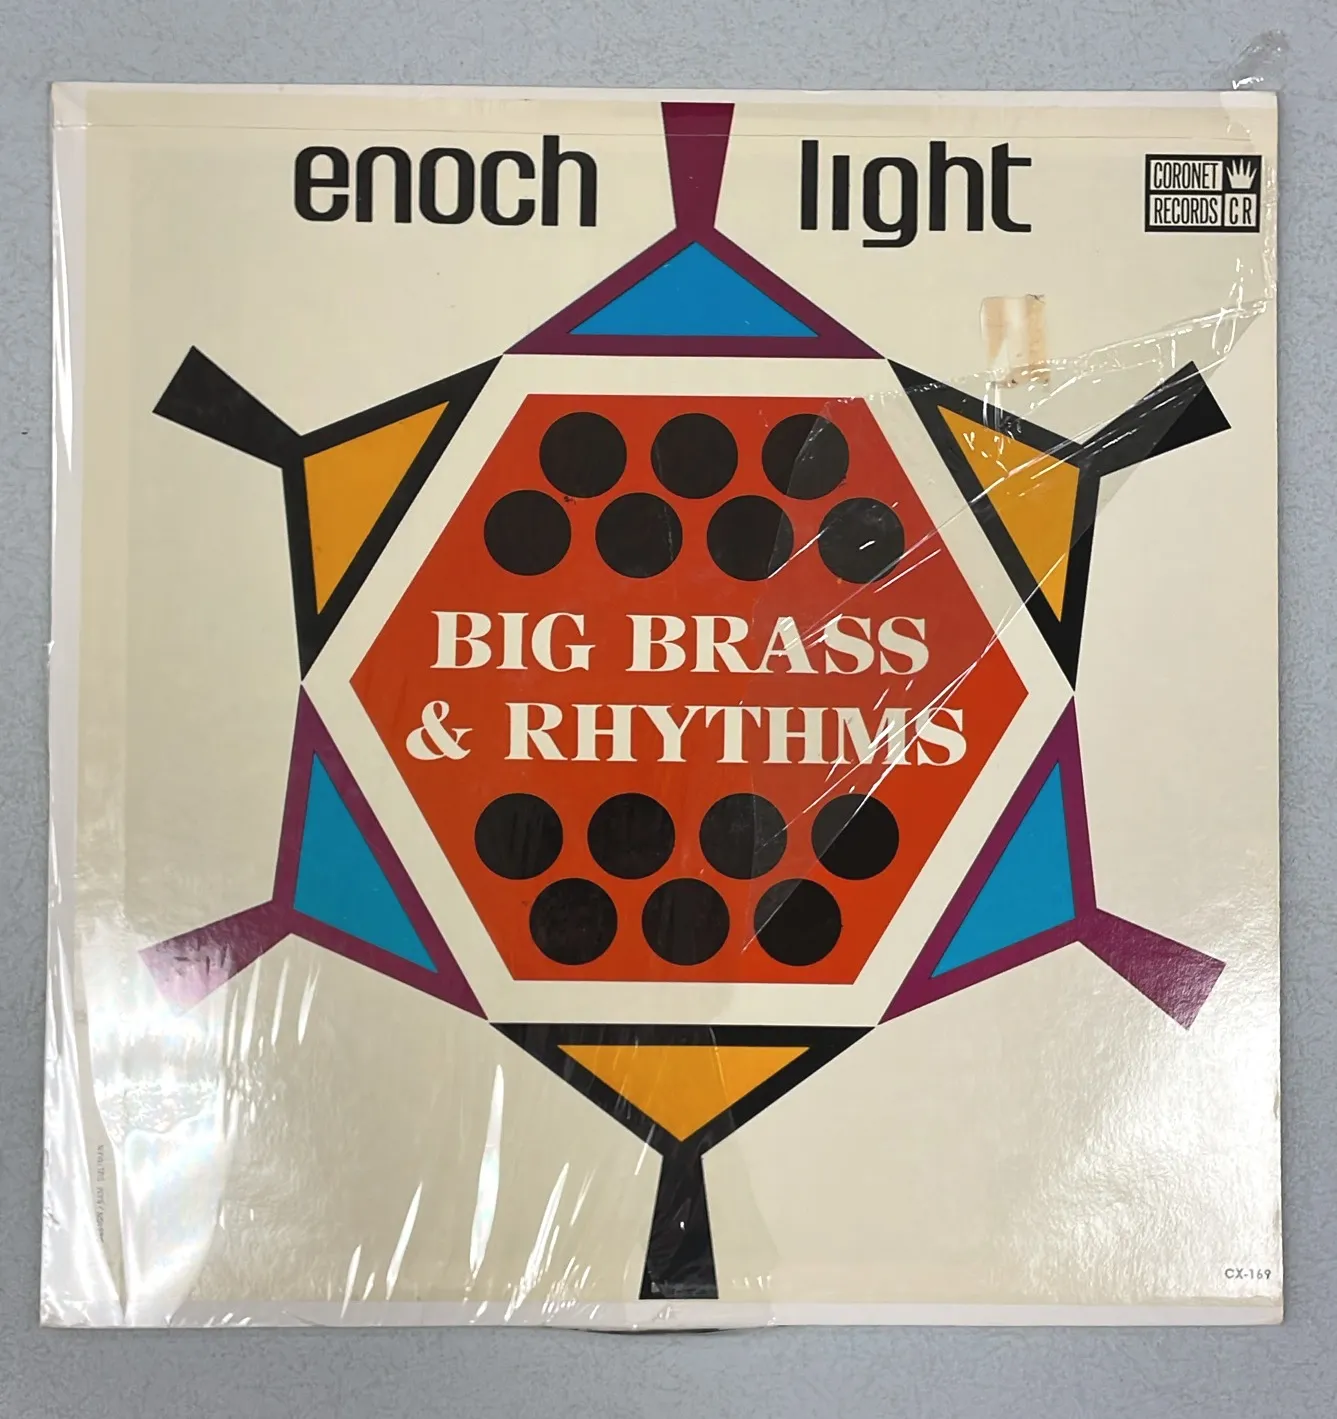 enoch light
CORONET
RECORDS CR
BIG BRASS
& RHYTHMS
CX-169